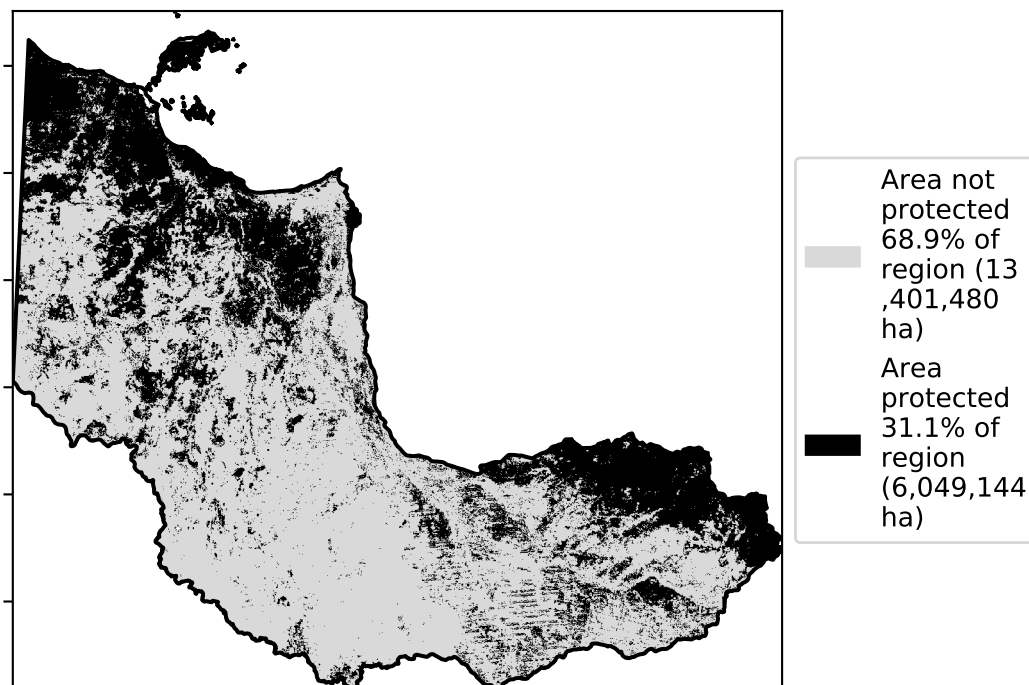 Area not
protected
68.9% of
region (13
,401,480
ha)
Area
protected
31.1% of
region
(6,049,144
ha)